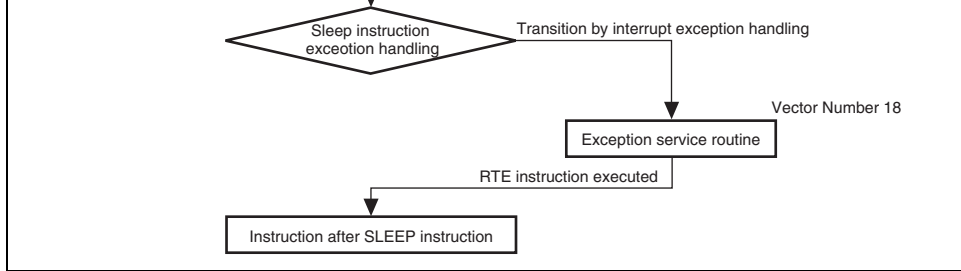 Sleep instruction
exceotion handling
Transition by interrupt exception handling
Vector Number 18
Exception service routine
RTE instruction executed
Instruction after SLEEP instruction